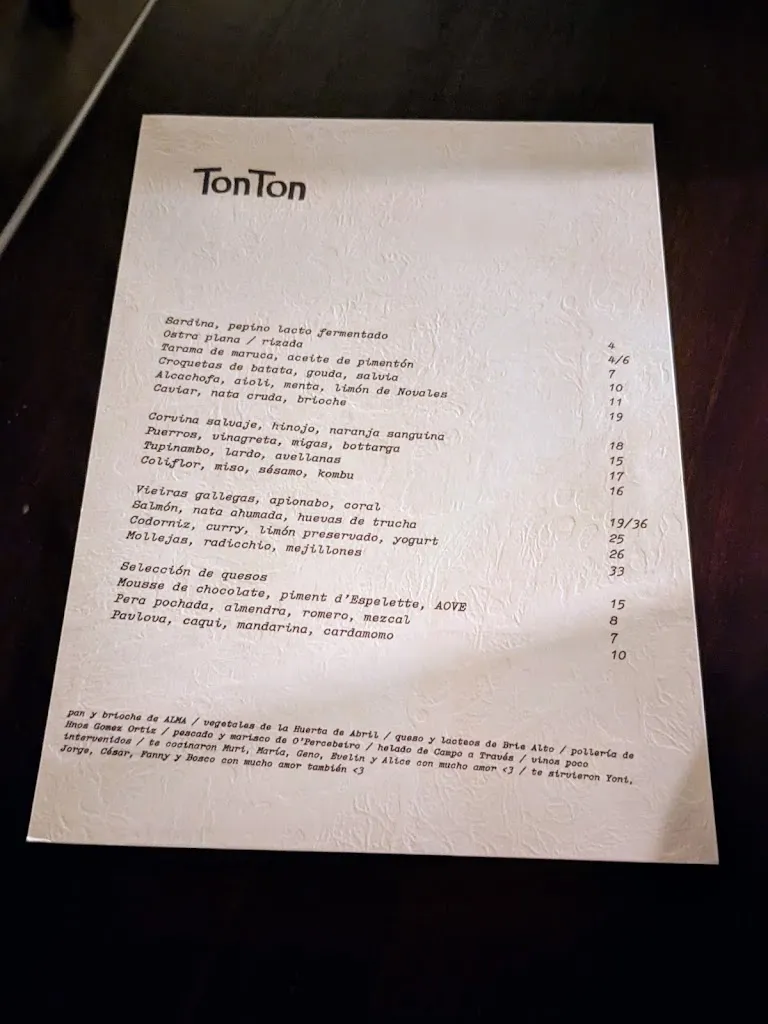 TonTon
Sardina, pepino lacto fermentado 4
Ostra plana / rizada 4/6
Tarama de maruca, aceite de pimentón 7
Croquetas de batata, gouda, salvia 10
Alcachofa, aioli, menta, limón de Novales 11
Caviar, nata cruda, brioche 19
Corvina salvaje, hinojo, naranja sanguina 18
Puerros, vinagreta, migas, bottarga 15
Tupinambo, lardo, avellanas 17
Coliflor, miso, sésamo, kombu 16
Vieiras gallegas, apionabo, coral 19/36
Salmón, nata ahumada, huevas de trucha 25
Codorniz, curry, limón preservado, yogurt 26
Mollejas, radicchio, mejillones 33
Selección de quesos 15
Mousse de chocolate, piment d'Espelette, AOVE 8
Pera pochada, almendra, romero, mezcal 7
Pavlova, caqui, mandarina, cardamomo 10
pan y brioche de ALMA / vegetales de la Huerta de Abril / queso y lacteos de Brie Alto / pollería de
Hnos Gomez Ortiz / pescado y marisco de O'Percebeiro / helado de Campo a Través / vinos poco
intervenidos / te cocinaron Muri, María, Geno, Evelin y Alice con mucho amor <3 / te sirvieron Yoni,
Jorge, César, Fanny y Bosco con mucho amor también <3